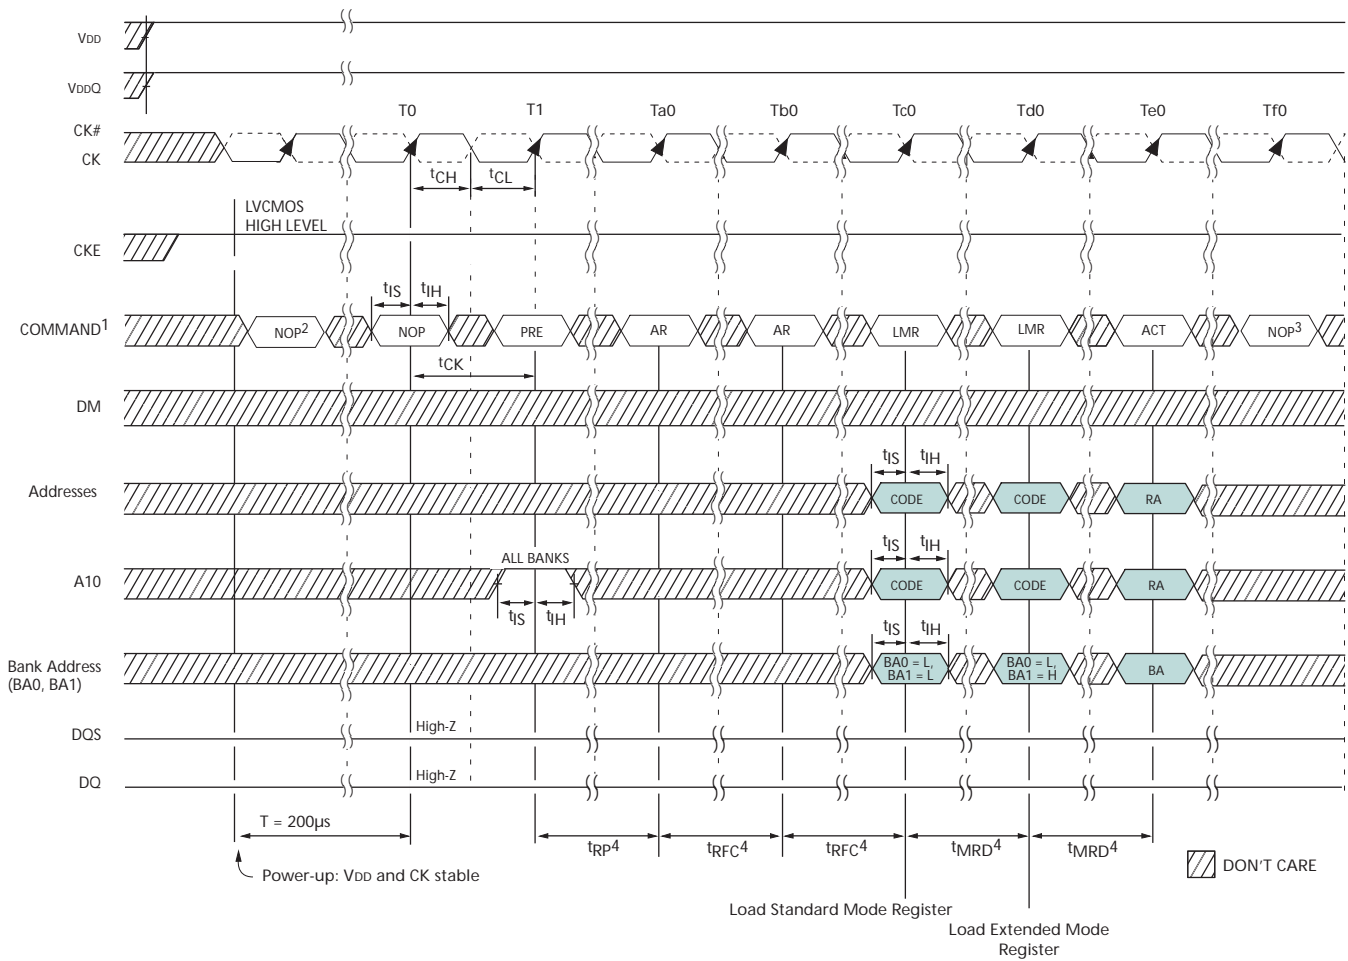 VDD
VDDQ
T0 T1 Ta0 Tb0 Tc0 Td0 Te0 Tf0
CK#
CK
tCH tCL
LVCMOS
HIGH LEVEL
CKE
tIS tIH
COMMAND1 NOP2 NOP PRE AR AR LMR LMR ACT NOP3
tCK
DM
tIS tIH
Addresses CODE CODE RA
ALL BANKS tIS tIH
A10 CODE CODE RA
tIS tIH tIS tIH
Bank Address
(BA0, BA1)
BA0 = L,
BA1 = L
BA0 = L,
BA1 = H
BA
DQS High-Z
DQ High-Z
T = 200µs
tRP4 tRFC4 tRFC4 tMRD4 tMRD4
Power-up: VDD and CK stable
DON'T CARE
Load Standard Mode Register
Load Extended Mode
Register